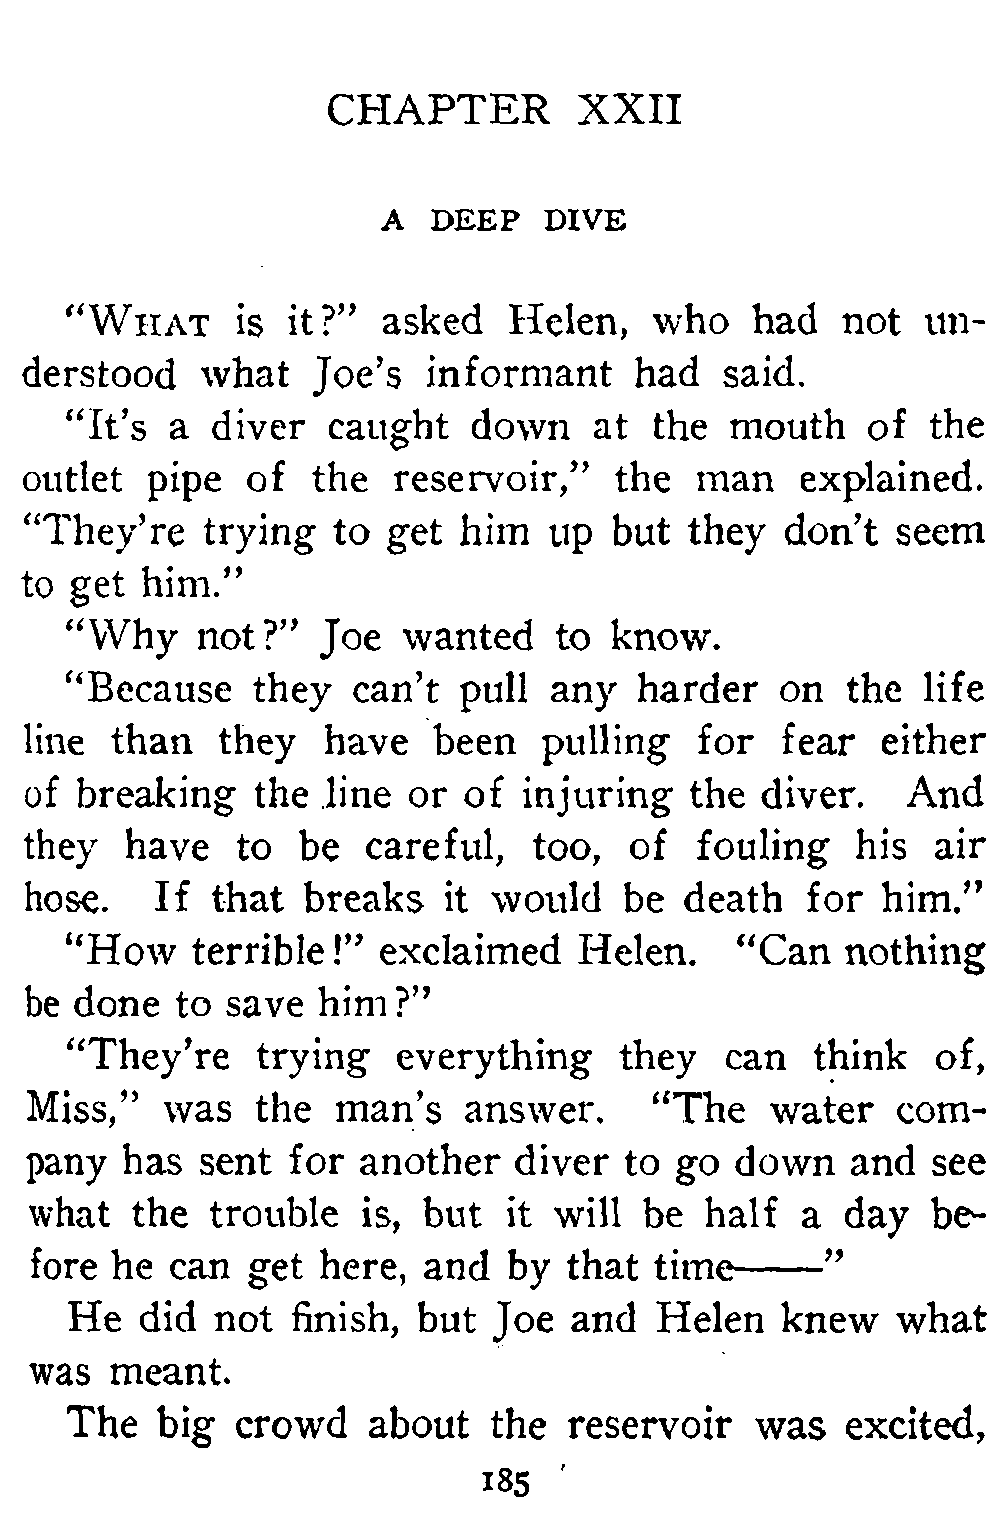 CHAPTER XXII
A DEEP DIVE
“WHAT is it?” asked Helen, who had not un-
derstood what Joe’s informant had said.
“It’s a diver caught down at the mouth of the
outlet pipe of the reservoir,” the man explained.
“They’re trying to get him up but they don’t seem
to get him.”
“Why not?” Joe wanted to know.
“Because they can’t pull any harder on the life
line than they have been pulling for fear either
of breaking the line or of injuring the diver. And
they have to be careful, too, of fouling his air
hose. If that breaks it would be death for him.”
“How terrible!” exclaimed Helen. “Can nothing
be done to save him?”
“They’re trying everything they can think of,
Miss,” was the man’s answer. “The water com-
pany has sent for another diver to go down and see
what the trouble is, but it will be half a day be-
fore he can get here, and by that time——”
He did not finish, but Joe and Helen knew what
was meant.
The big crowd about the reservoir was excited,
185